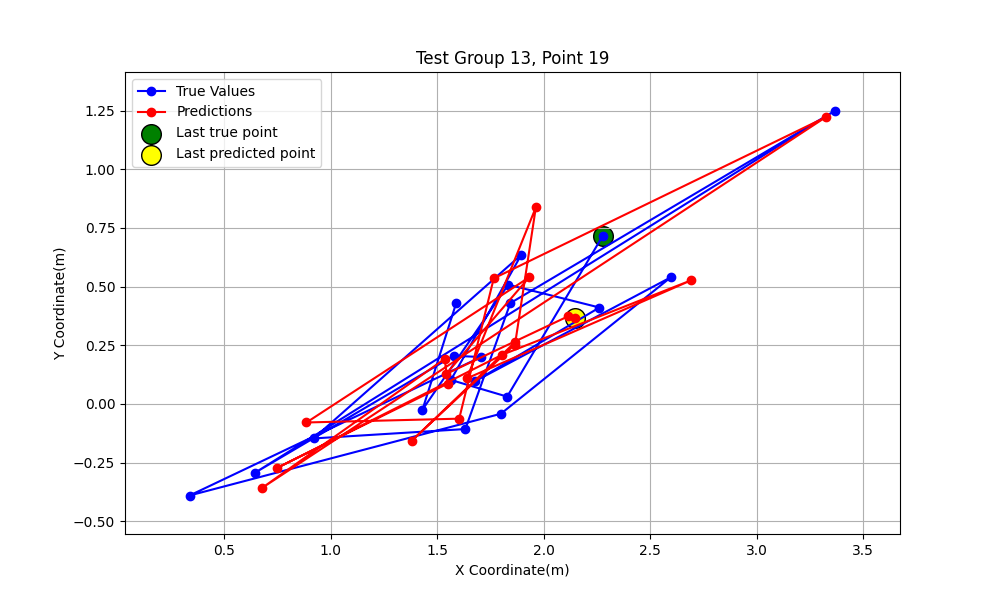 Test Group 13, Point 19
True Values
Predictions
Last true point
Last predicted point
Y Coordinate(m)
1.25
1.00
0.75
0.50
0.25
0.00
−0.25
−0.50
0.5 1.0 1.5 2.0 2.5 3.0 3.5
X Coordinate(m)